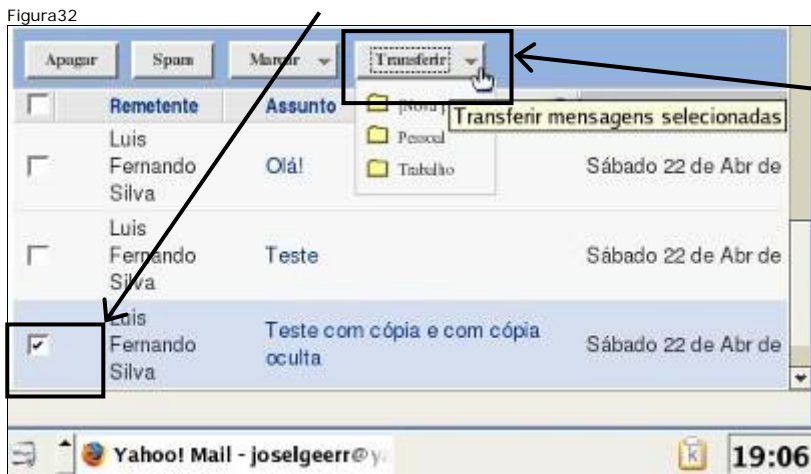 Figura32
Apagar Spam Marcar Transferir
Remetente Assunto [Nova]
Transferir mensagens selecionadas
Pessoal
Trabalho
Luis Fernando Silva Olá! Sábado 22 de Abr de
Luis Fernando Silva Teste Sábado 22 de Abr de
Luis Fernando Silva Teste com cópia e com cópia oculta Sábado 22 de Abr de
Yahoo! Mail - joselgeerr@y
19:06